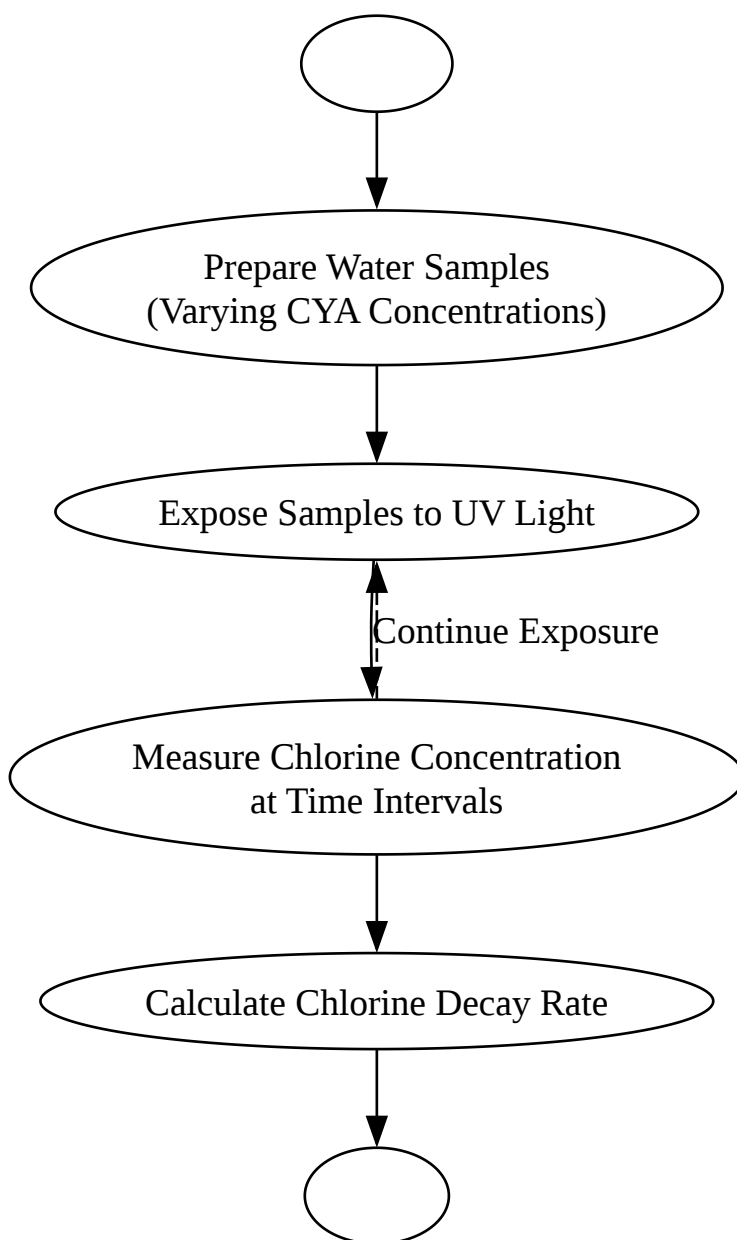 Prepare Water Samples
(Varying CYA Concentrations)
Expose Samples to UV Light
Continue Exposure
Measure Chlorine Concentration
at Time Intervals
Calculate Chlorine Decay Rate